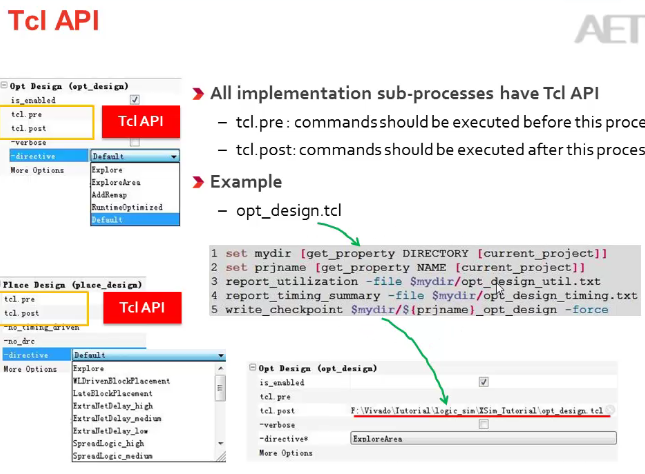 Tcl API
AET
Opt Design (opt_design)
is_enabled
tcl.pre
tcl.post
-verbose
-directive Default
More Options Explore
ExploreArea
AddRemap
RuntimeOptimized
Default
Tcl API
All implementation sub-processes have Tcl API
– tcl.pre : commands should be executed before this proce
– tcl.post: commands should be executed after this proces
Example
– opt_design.tcl
1 set mydir [get_property DIRECTORY [current_project]]
2 set prjname [get_property NAME [current_project]]
3 report_utilization -file $mydir/opt_design_util.txt
4 report_timing_summary -file $mydir/opt_design_timing.txt
5 write_checkpoint $mydir/${prjname}_opt_design -force
Place Design (place_design)
tcl.pre
tcl.post
-no_timing_driven
-no_drc
-directive Default
More Options Explore
WLDrivenBlockPlacement
LateBlockPlacement
ExtraNetDelay_high
ExtraNetDelay_medium
ExtraNetDelay_low
SpreadLogic_high
SpreadLogic_medium
Tcl API
Opt Design (opt_design)
is_enabled
tcl.pre
tcl.post F:\Vivado\Tutorial\logic_sim\XSim_Tutorial\opt_design.tcl
-verbose
-directive* ExploreArea
More Options